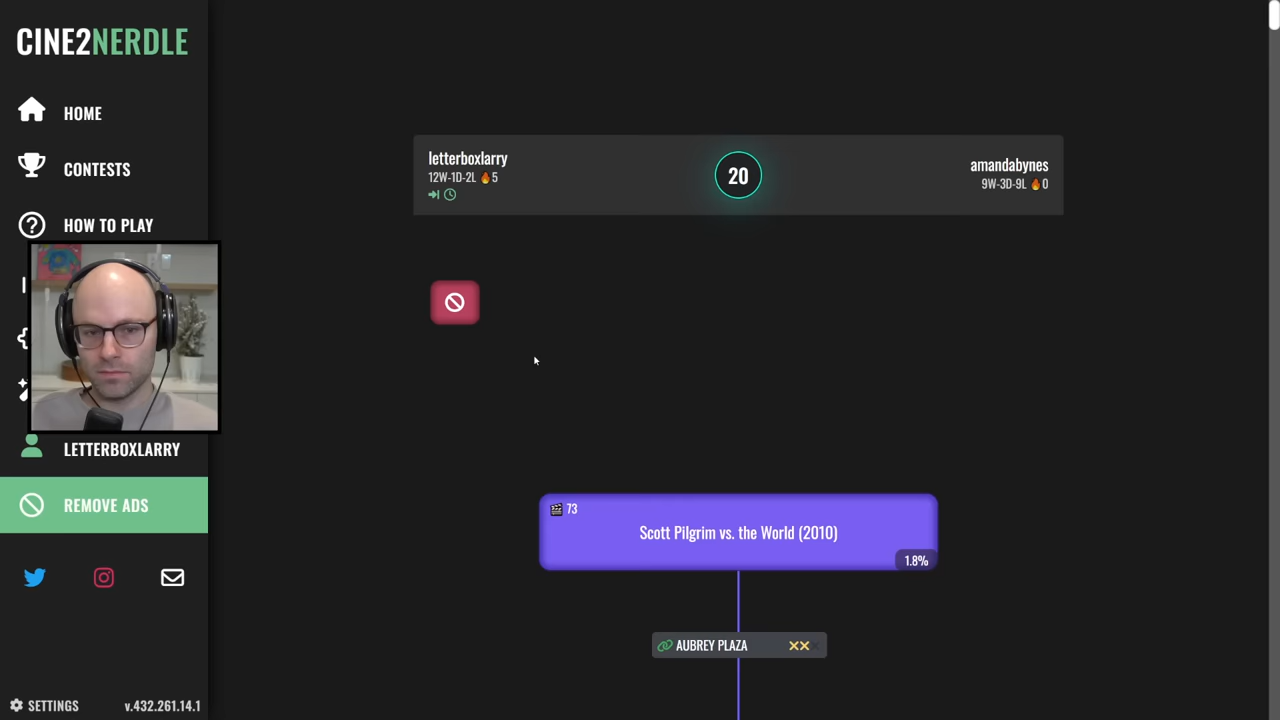 CINE2NERDLE
HOME
CONTESTS
HOW TO PLAY
LETTERBOXLARRY
REMOVE ADS
SETTINGS
v.432.261.14.1
letterboxlarry
12W-1D-2L 🔥5
20
amandabynes
9W-3D-9L 🔥0
🎬 73
Scott Pilgrim vs. the World (2010)
1.8%
AUBREY PLAZA